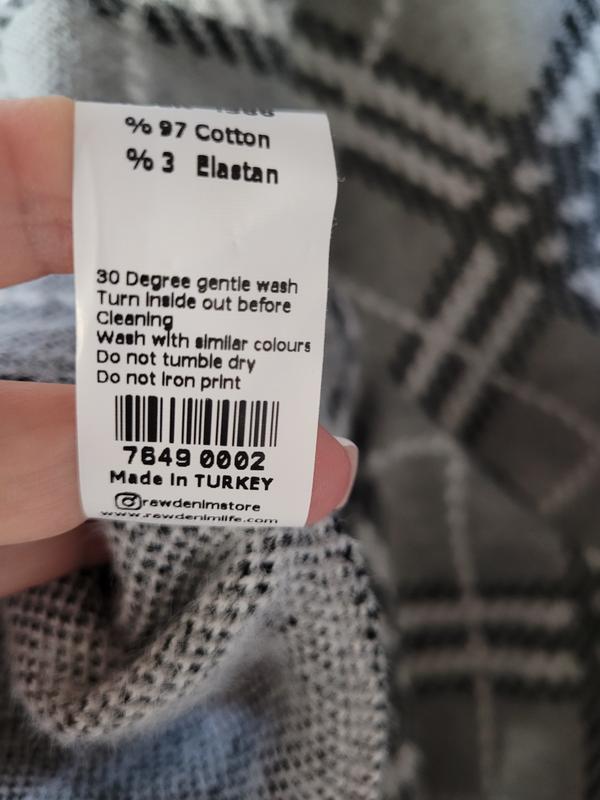 % 97 Cotton
% 3 Elastan
30 Degree gentle wash
Turn inside out before
Cleaning
Wash with similar colours
Do not tumble dry
Do not iron print
7649 0002
Made in TURKEY
rawdenimstore
www.rawdenimlife.com